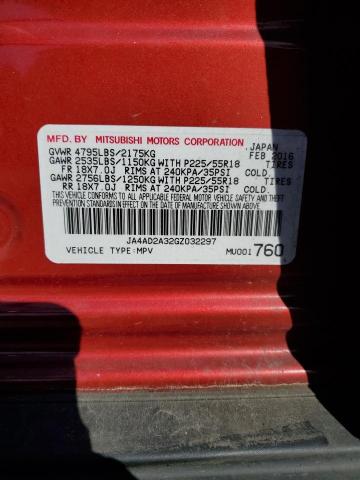 MFD. BY MITSUBISHI MOTORS CORPORATION, JAPAN
GVWR 4795LBS/2175KG FEB 2016
GAWR 2535LBS/1150KG WITH P225/55R18 TIRES
FR 18X7.0J RIMS AT 240KPA/35PSI COLD.
GAWR 2756LBS/1250KG WITH P225/55R18 TIRES
RR 18X7.0J RIMS AT 240KPA/35PSI COLD.
THIS VEHICLE CONFORMS TO ALL APPLICABLE FEDERAL MOTOR VEHICLE SAFETY AND
THEFT PREVENTION STANDARDS IN EFFECT ON THE DATE
OF MANUFACTURE SHOWN ABOVE.
JA4AD2A32GZ032297
VEHICLE TYPE:MPV MU001760